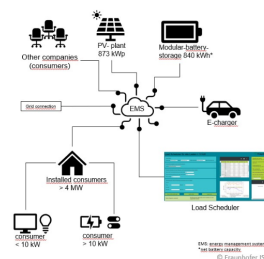 PV- plant
873 kWp
Modular-battery-
storage 840 kWh*
Other companies
(consumers)
EMS
Grid connection
E-charger
Installed consumers
> 4 MW
Load Scheduler
consumer
< 10 kW
consumer
> 10 kW
EMS: energy management system
*net battery capacity
© Fraunhofer IS